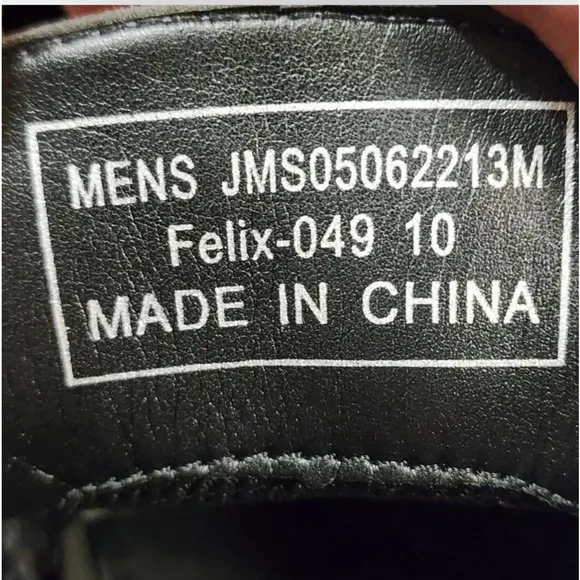 MENS JMS05062213M
Felix-049 10
MADE IN CHINA